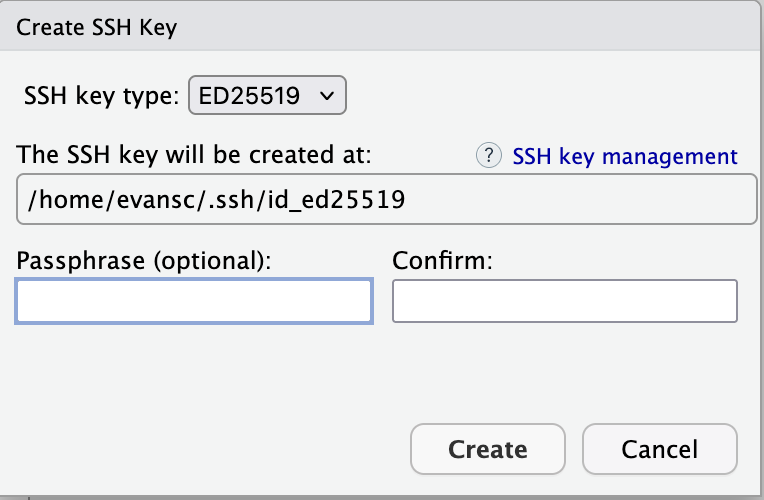 Create SSH Key
SSH key type: ED25519
The SSH key will be created at: ? SSH key management
/home/evansc/.ssh/id_ed25519
Passphrase (optional): Confirm:
Create Cancel